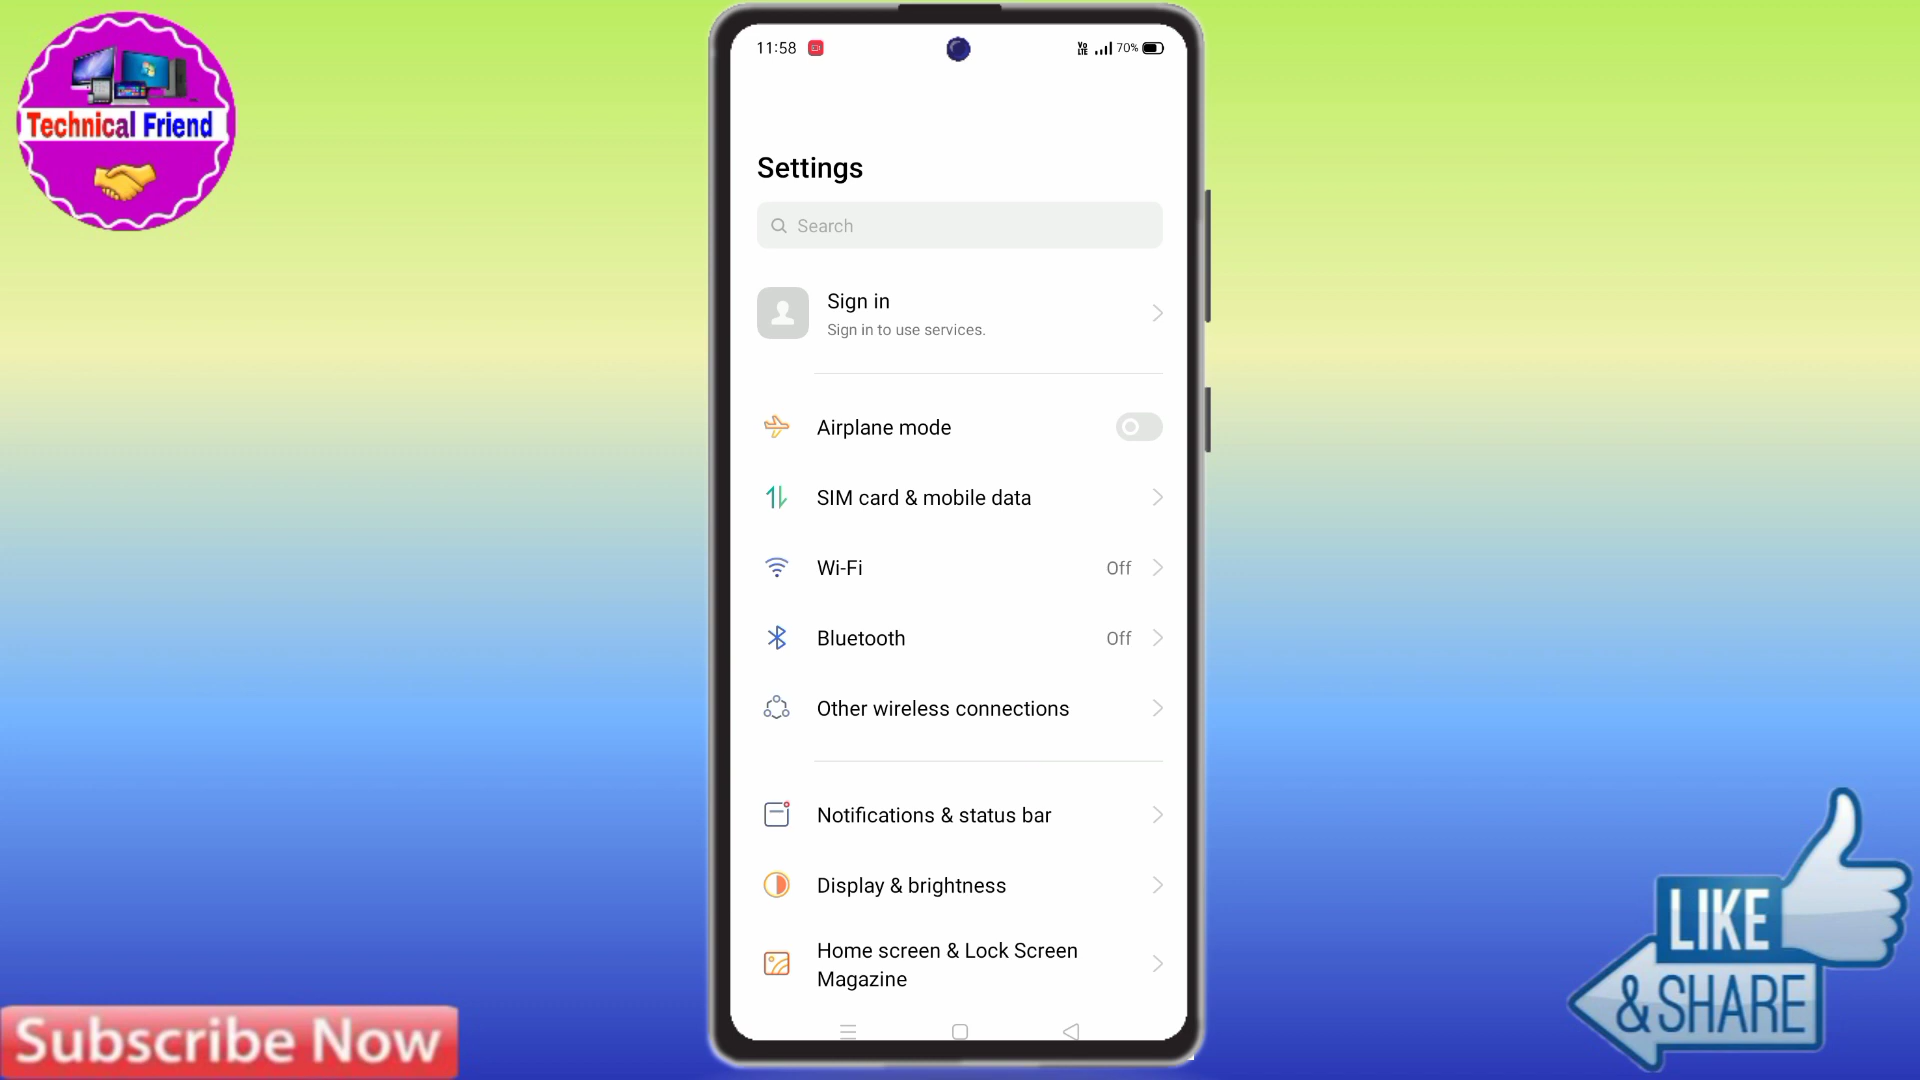 Technical Friend
11:58
VO LTE 70%
Settings
Search
Sign in
Sign in to use services.
Airplane mode
SIM card & mobile data
Wi-Fi Off
Bluetooth Off
Other wireless connections
Notifications & status bar
Display & brightness
Home screen & Lock Screen
Magazine
LIKE
& SHARE
Subscribe Now